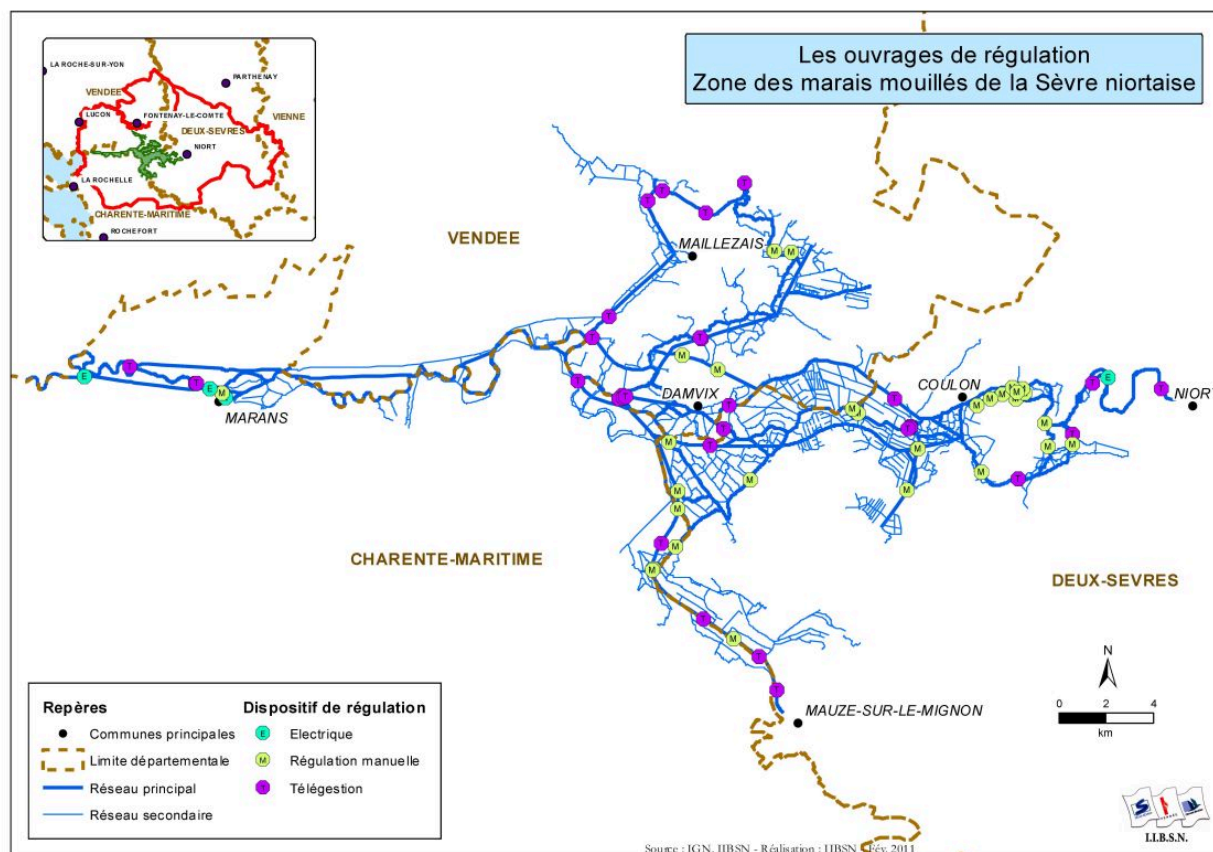 Les ouvrages de régulation
Zone des marais mouillés de la Sèvre niortaise
LA ROCHE-SUR-YON
PARTHENAY
VENDEE
VIENNE
LUCON
FONTENAY-LE-COMTE
DEUX-SEVRES
NIORT
LA ROCHELLE
CHARENTE-MARITIME
ROCHEFORT
VENDEE
MAILLEZAIS
MARANS
DAMVIX
COULON
NIORT
CHARENTE-MARITIME
DEUX-SEVRES
MAUZE-SUR-LE-MIGNON
N
0 2 4
km
Repères
Communes principales
Limite départementale
Réseau principal
Réseau secondaire
Dispositif de régulation
E Electrique
M Régulation manuelle
T Télégestion
I.I.B.S.N.
Source : IGN, IIBSN - Réalisation : IIBSN - Fév. 2011